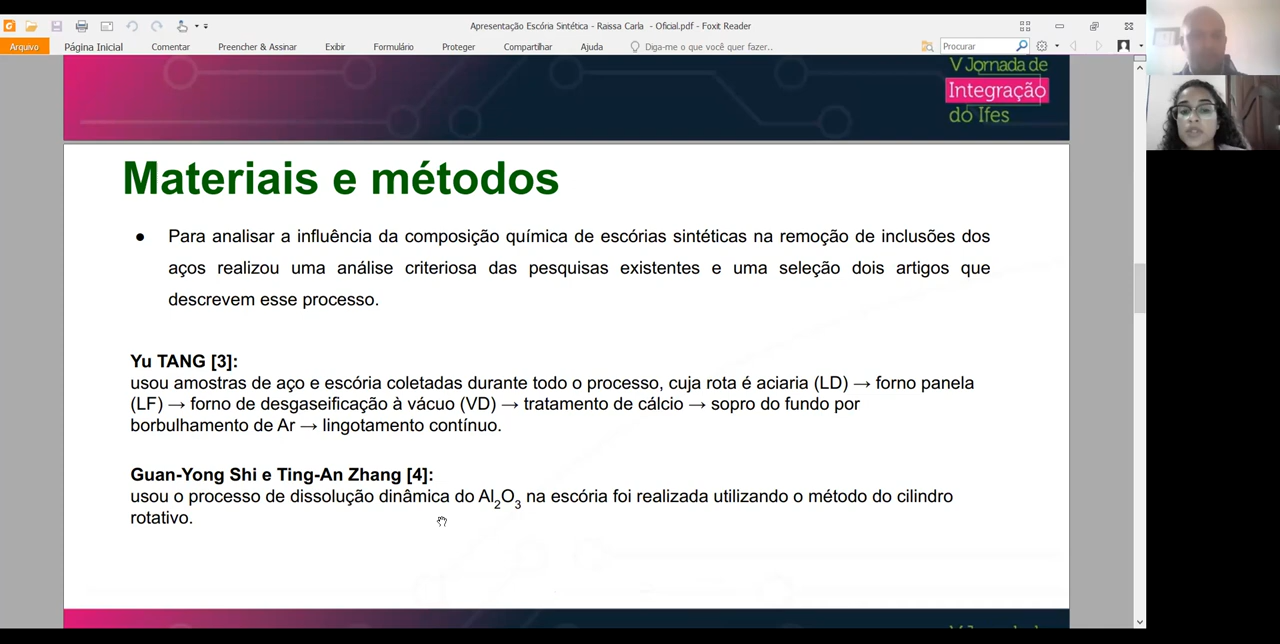 Apresentação Escória Sintética - Raissa Carla - Oficial.pdf - Foxit Reader
Arquivo Página Inicial Comentar Preencher & Assinar Exibir Formulário Proteger Compartilhar Ajuda Diga-me o que você quer fazer.. Procurar
V Jornada de
Integração
do Ifes
Materiais e métodos
● Para analisar a influência da composição química de escórias sintéticas na remoção de inclusões dos
aços realizou uma análise criteriosa das pesquisas existentes e uma seleção dois artigos que
descrevem esse processo.
Yu TANG [3]:
usou amostras de aço e escória coletadas durante todo o processo, cuja rota é aciaria (LD) → forno panela
(LF) → forno de desgaseificação à vácuo (VD) → tratamento de cálcio → sopro do fundo por
borbulhamento de Ar → lingotamento contínuo.
Guan-Yong Shi e Ting-An Zhang [4]:
usou o processo de dissolução dinâmica do Al₂O₃ na escória foi realizada utilizando o método do cilindro
rotativo.
V Jornada de